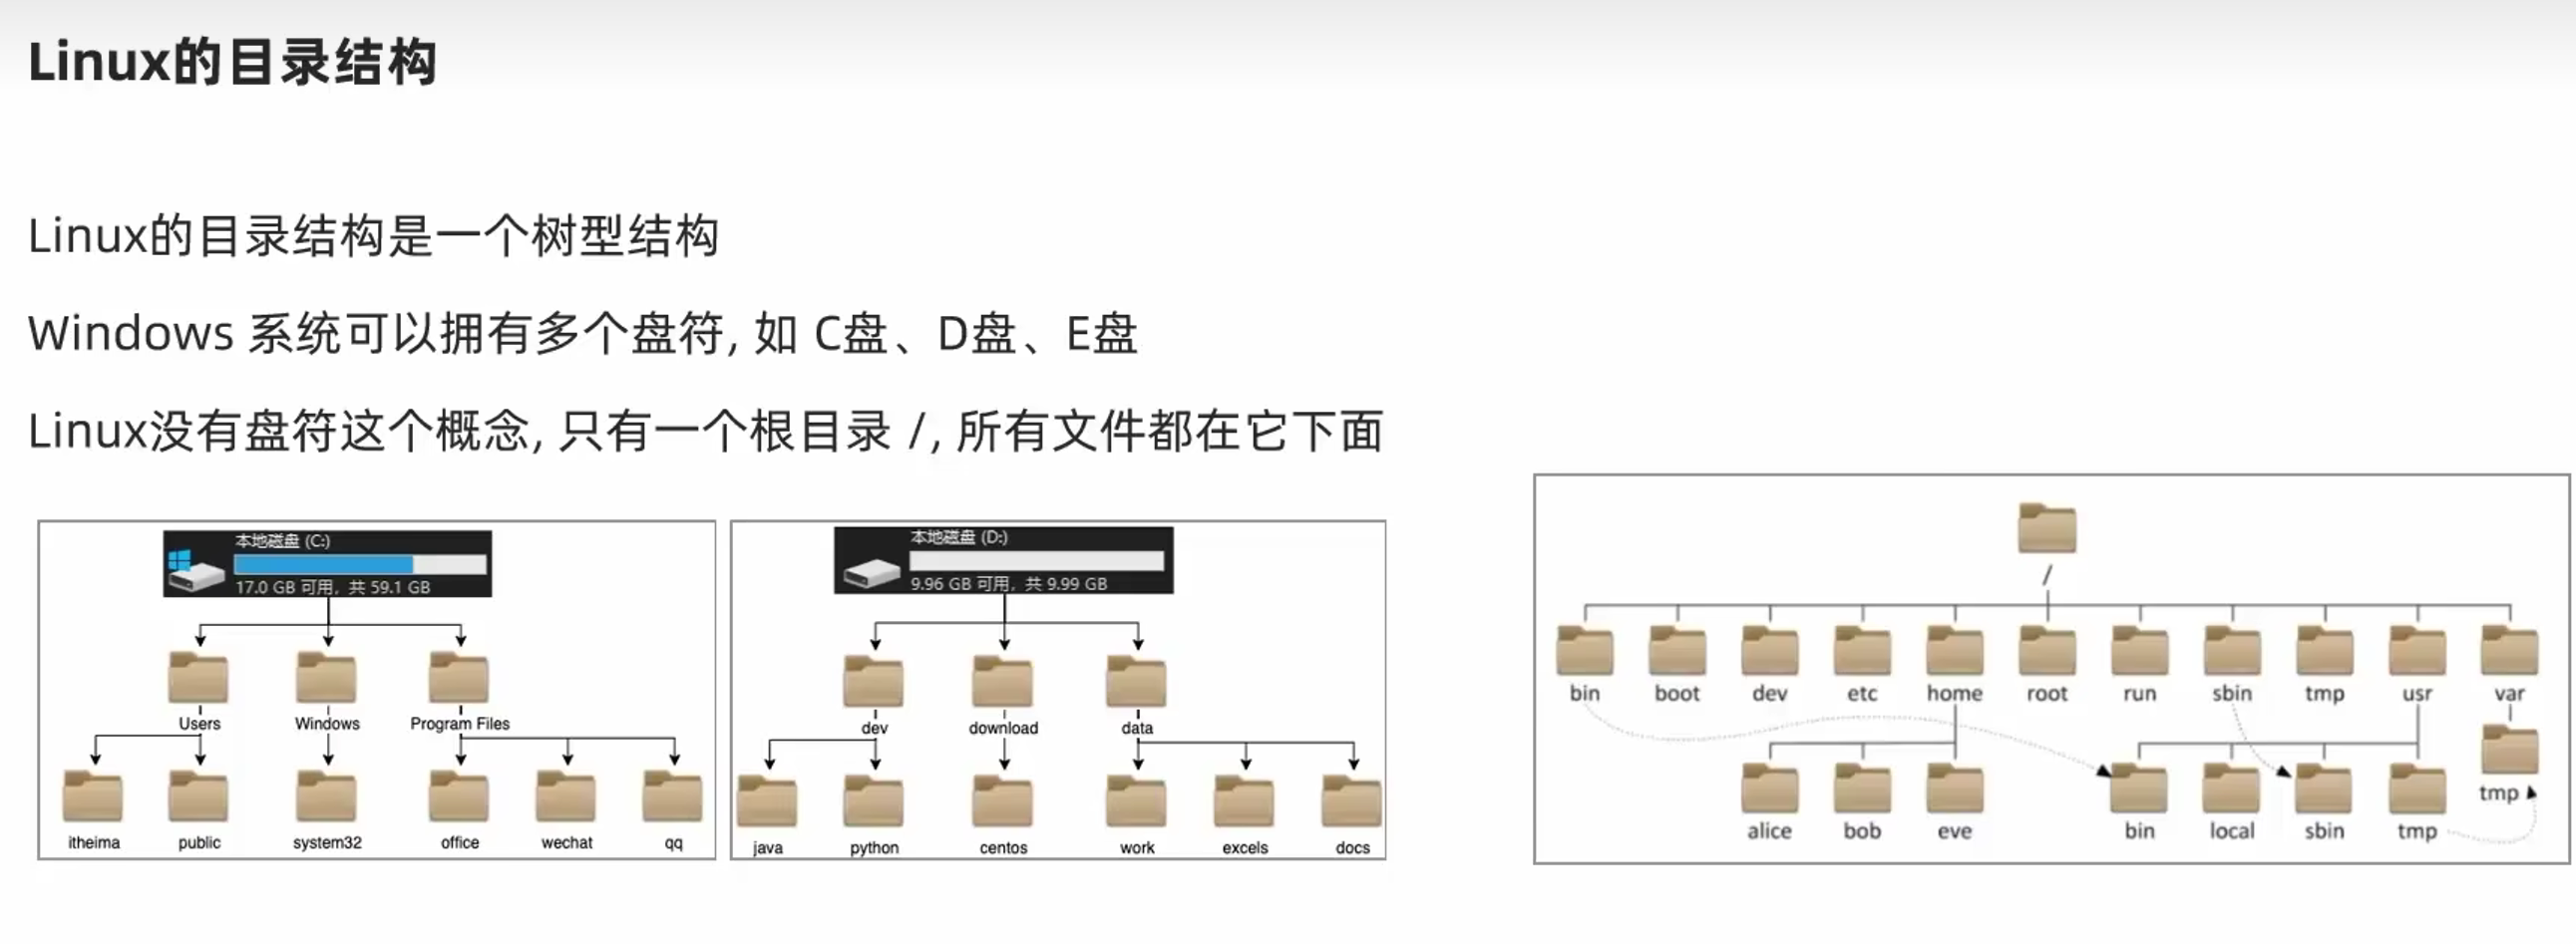 Linux的目录结构
Linux的目录结构是一个树型结构
Windows 系统可以拥有多个盘符, 如 C盘、D盘、E盘
Linux没有盘符这个概念, 只有一个根目录 /, 所有文件都在它下面
本地磁盘 (C:)
17.0 GB 可用，共 59.1 GB
Users Windows Program Files
itheima public system32 office wechat qq
本地磁盘 (D:)
9.96 GB 可用，共 9.99 GB
dev download data
java python centos work excels docs
/
bin boot dev etc home root run sbin tmp usr var
tmp
alice bob eve bin local sbin tmp